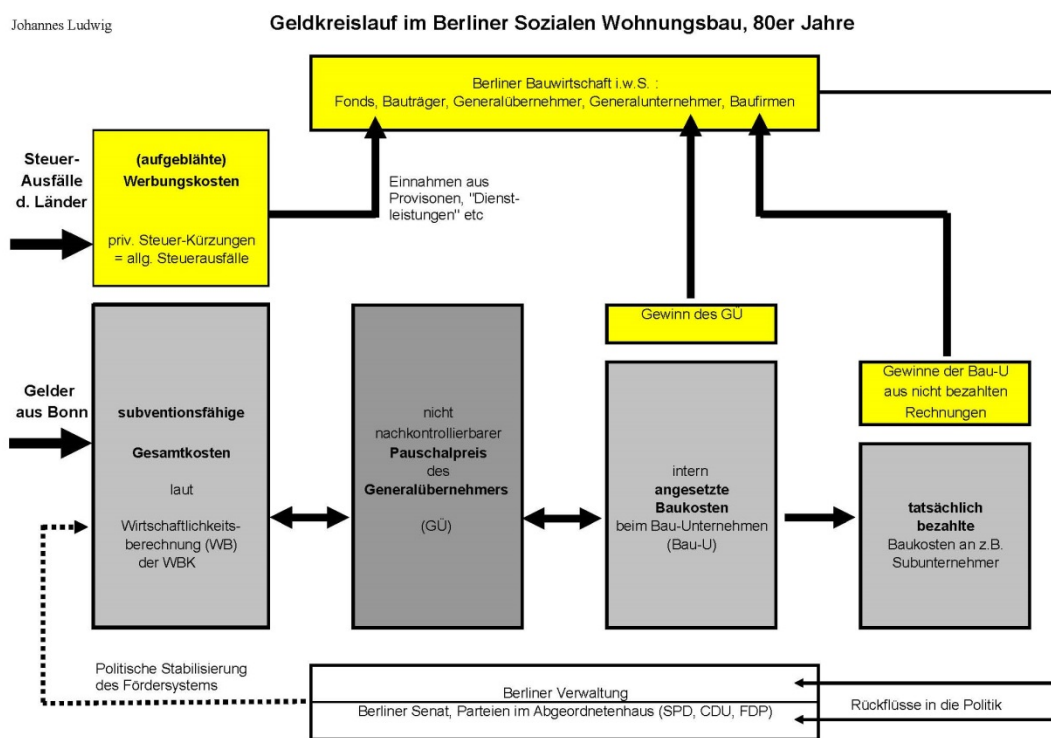 Johannes Ludwig
Geldkreislauf im Berliner Sozialen Wohnungsbau, 80er Jahre
Berliner Bauwirtschaft i.w.S. :
Fonds, Bauträger, Generalübernehmer, Generalunternehmer, Baufirmen
Steuer-
Ausfälle
d. Länder
(aufgeblähte)
Werbungskosten
priv. Steuer-Kürzungen
= allg. Steuerausfälle
Einnahmen aus
Provisonen, "Dienst-
leistungen" etc
Gelder
aus Bonn
subventionsfähige
Gesamtkosten
laut
Wirtschaftlichkeits-
berechnung (WB)
der WBK
nicht
nachkontrollierbarer
Pauschalpreis
des
Generalübernehmers
(GÜ)
Gewinn des GÜ
intern
angesetzte
Baukosten
beim Bau-Unternehmen
(Bau-U)
Gewinne der Bau-U
aus nicht bezahlten
Rechnungen
tatsächlich
bezahlte
Baukosten an z.B.
Subunternehmer
Politische Stabilisierung
des Fördersystems
Berliner Verwaltung
Berliner Senat, Parteien im Abgeordnetenhaus (SPD, CDU, FDP)
Rückflüsse in die Politik